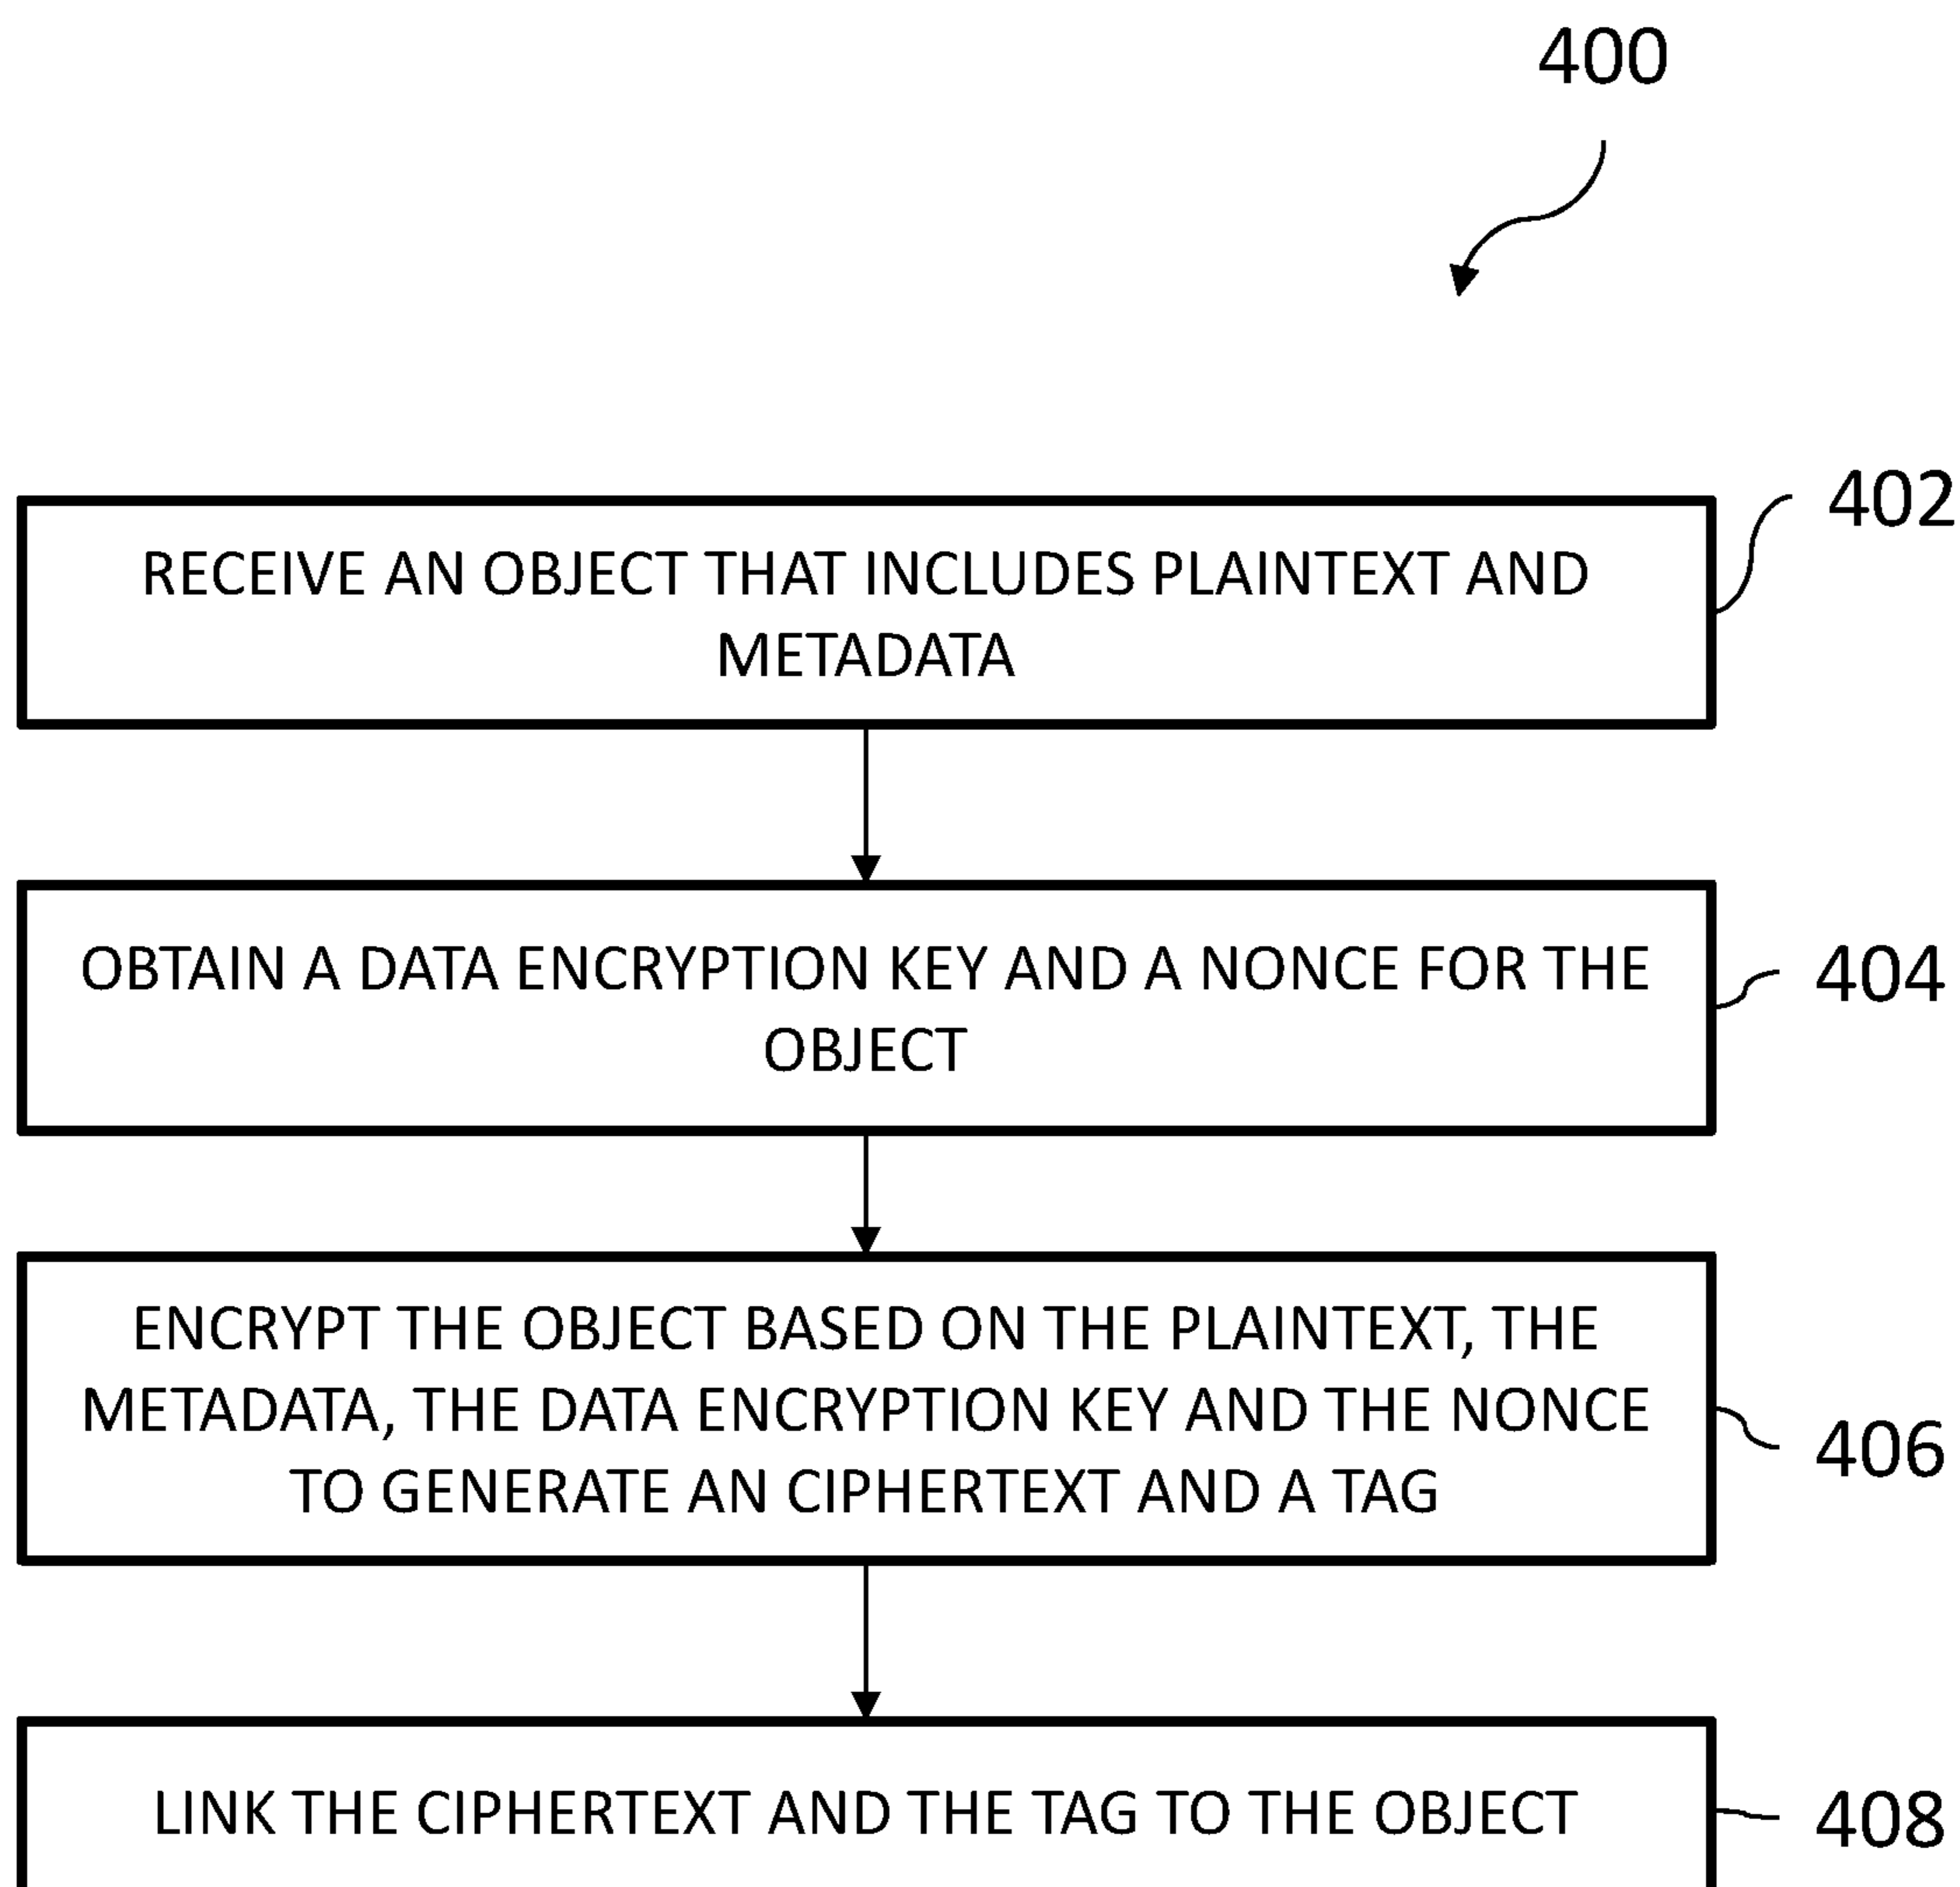 400
RECEIVE AN OBJECT THAT INCLUDES PLAINTEXT AND
METADATA
402
OBTAIN A DATA ENCRYPTION KEY AND A NONCE FOR THE
OBJECT
404
ENCRYPT THE OBJECT BASED ON THE PLAINTEXT, THE
METADATA, THE DATA ENCRYPTION KEY AND THE NONCE
TO GENERATE AN CIPHERTEXT AND A TAG
406
LINK THE CIPHERTEXT AND THE TAG TO THE OBJECT
408